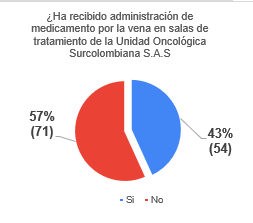 ¿Ha recibido administración de
medicamento por la vena en salas de
tratamiento de la Unidad Oncológica
Surcolombiana S.A.S
57%
(71)
43%
(54)
Si No